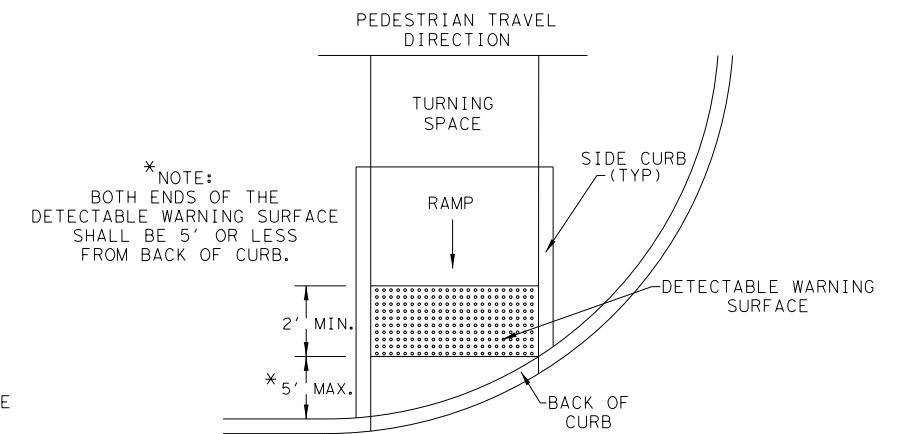 PEDESTRIAN TRAVEL
DIRECTION
TURNING
SPACE
SIDE CURB
(TYP)
*NOTE:
BOTH ENDS OF THE
DETECTABLE WARNING SURFACE
SHALL BE 5' OR LESS
FROM BACK OF CURB.
RAMP
DETECTABLE WARNING
SURFACE
2' MIN.
*5' MAX.
BACK OF
CURB
E